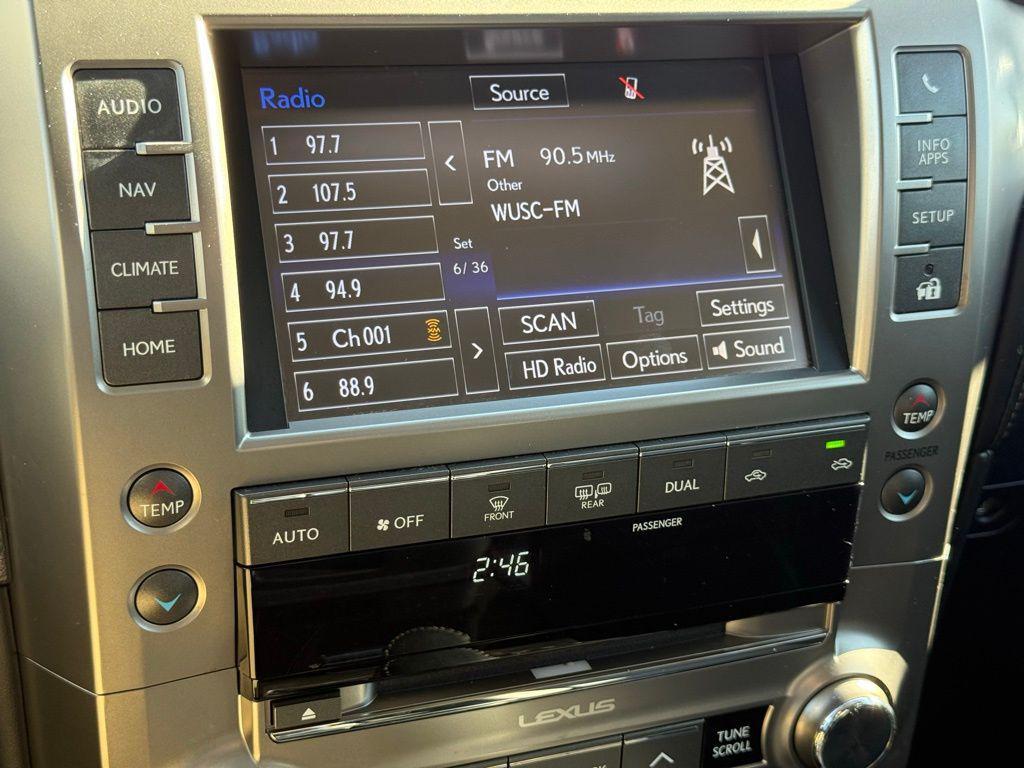 AUDIO
NAV
CLIMATE
HOME
Radio
Source
1 97.7
2 107.5
3 97.7
4 94.9
5 Ch001
6 88.9
<
>
Set
6/ 36
FM 90.5 MHz
Other
WUSC-FM
SCAN
Tag
Settings
HD Radio
Options
Sound
INFO
APPS
SETUP
TEMP
TEMP
PASSENGER
AUTO
OFF
FRONT
REAR
DUAL
PASSENGER
2:46
LEXUS
TUNE
SCROLL